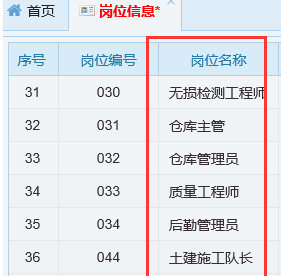 首页 岗位信息*
序号 岗位编号 岗位名称
31 030 无损检测工程师
32 031 仓库主管
33 032 仓库管理员
34 033 质量工程师
35 034 后勤管理员
36 044 土建施工队长